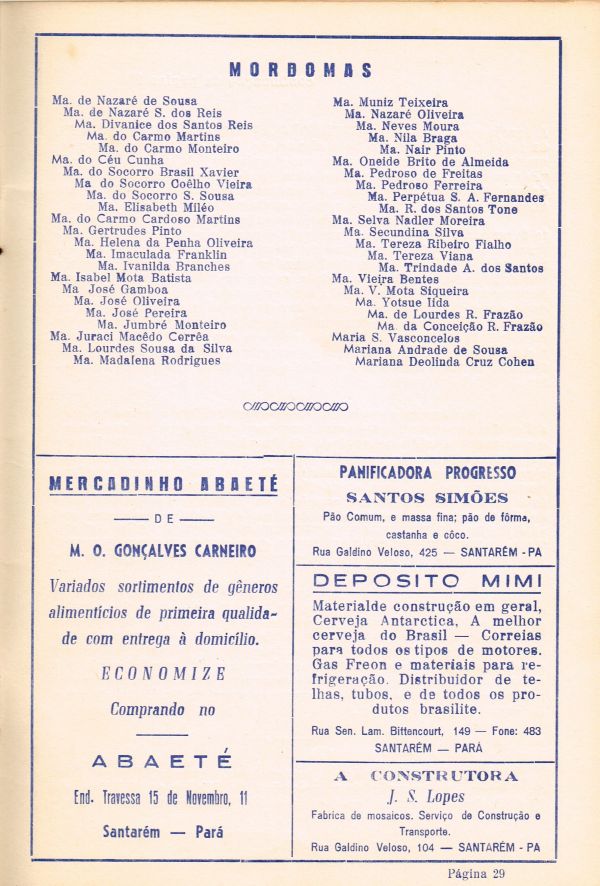 MORDOMAS
Ma. de Nazaré de Sousa
Ma. de Nazaré S. dos Reis
Ma. Divanice dos Santos Reis
Ma. do Carmo Martins
Ma. do Carmo Monteiro
Ma. do Céu Cunha
Ma. do Socorro Brasil Xavier
Ma do Socorro Coêlho Vieira
Ma. do Socorro S. Sousa
Ma. Elisabeth Miléo
Ma. do Carmo Cardoso Martins
Ma. Gertrudes Pinto
Ma. Helena da Penha Oliveira
Ma. Imaculada Franklin
Ma. Ivanilda Branches
Ma. Isabel Mota Batista
Ma José Gamboa
Ma. José Oliveira
Ma. José Pereira
Ma. Jumbré Monteiro
Ma. Juraci Macêdo Cerrêa
Ma. Lourdes Sousa da Silva
Ma. Madalena Rodrigues
Ma. Muniz Teixeira
Ma. Nazaré Oliveira
Ma. Neves Moura
Ma. Nila Braga
Ma. Nair Pinto
Ma. Oneide Brito de Almeida
Ma. Pedroso de Freitas
Ma. Pedroso Ferreira
Ma. Perpétua S. A. Fernandes
Ma. R. dos Santos Tone
Ma. Selva Nadler Moreira
Ma. Secundina Silva
Ma. Tereza Ribeiro Fialho
Ma. Tereza Viana
Ma. Trindade A. dos Santos
Ma. Vieira Bentes
Ma. V. Mota Siqueira
Ma. Yotsue Iida
Ma. de Lourdes R. Frazão
Ma. da Conceição R. Frazão
Maria S. Vasconcelos
Mariana Andrade de Sousa
Mariana Deolinda Cruz Cohen
MERCADINHO ABAETÉ
— DE —
M. O. GONÇALVES CARNEIRO
Variados sortimentos de gêneros
alimentícios de primeira qualida-
de com entrega à domicílio.
ECONOMIZE
Comprando no
ABAETÉ
End. Travessa 15 de Novembro, 11
Santarém — Pará
PANIFICADORA PROGRESSO
SANTOS SIMÕES
Pão Comum, e massa fina; pão de fôrma,
castanha e côco.
Rua Galdino Veloso, 425 — SANTARÉM - PA
DEPOSITO MIMI
Materialde construção em geral,
Cerveja Antarctica, A melhor
cerveja do Brasil — Correias
para todos os tipos de motores.
Gas Freon e materiais para re-
frigeração. Distribuidor de te-
lhas, tubos, e de todos os pro-
dutos brasilite.
Rua Sen. Lam. Bittencourt, 149 — Fone: 483
SANTARÉM — PARÁ
A CONSTRUTORA
J. S. Lopes
Fabrica de mosaicos. Serviço de Construção e
Transporte.
Rua Galdino Veloso, 104 — SANTARÉM - PA
Página 29